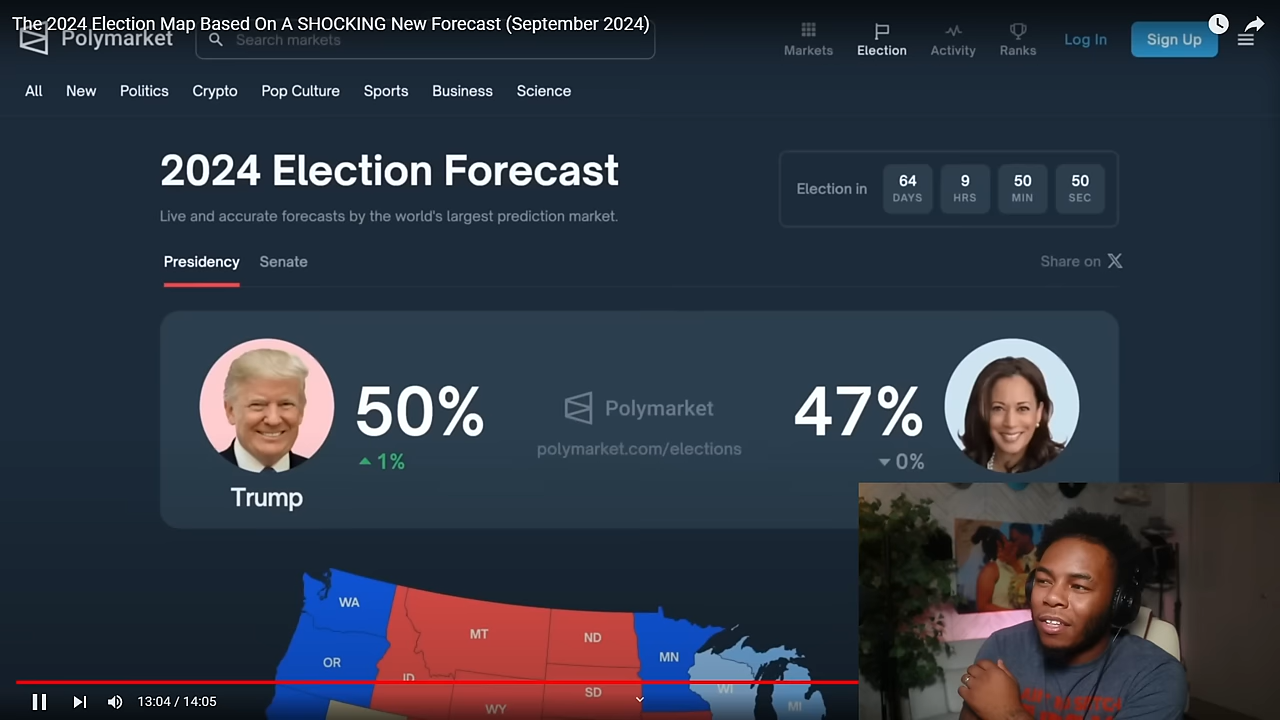 The 2024 Election Map Based On A SHOCKING New Forecast (September 2024)
Polymarket
Search markets
Markets
Election
Activity
Ranks
Log In
Sign Up
All New Politics Crypto Pop Culture Sports Business Science
2024 Election Forecast
Live and accurate forecasts by the world's largest prediction market.
Election in
64 DAYS
9 HRS
50 MIN
50 SEC
Presidency Senate
Share on X
50%
1%
Trump
Polymarket
polymarket.com/elections
47%
0%
WA
MT
ND
MN
OR
ID
SD
WI
WY
MI
13:04 / 14:05